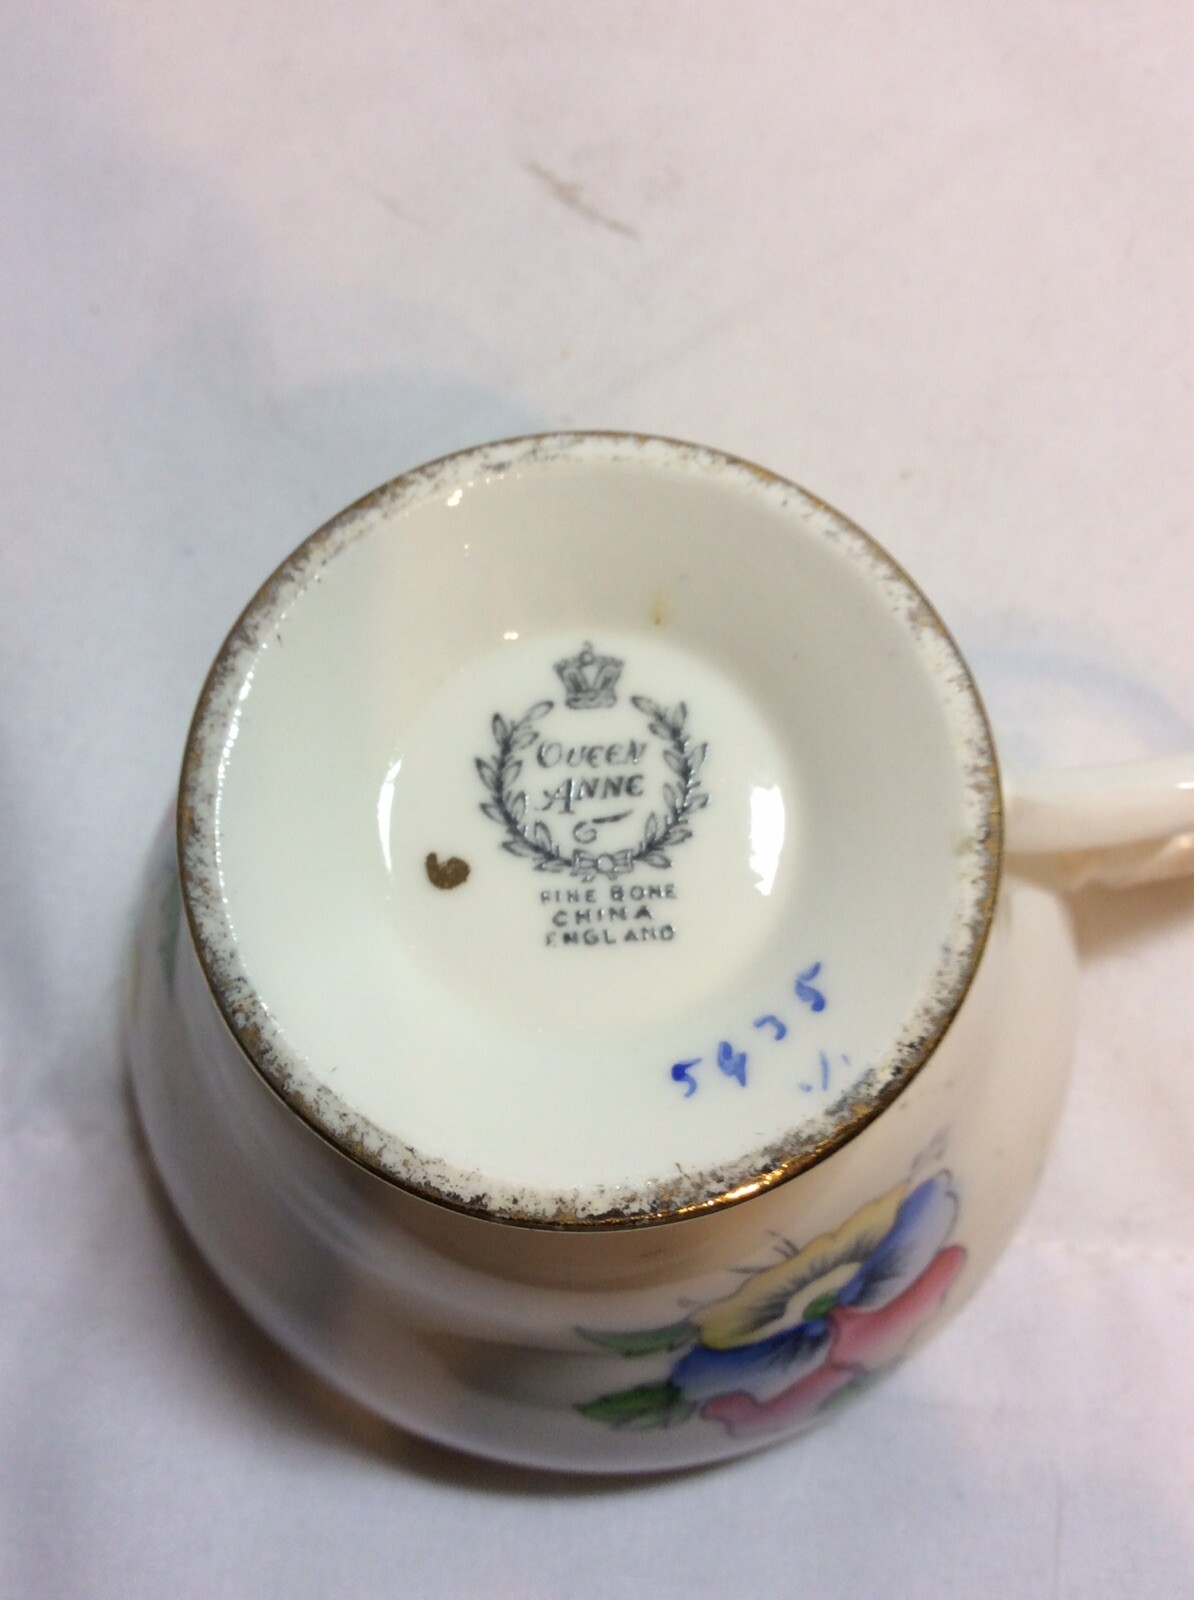 QUEEN
ANNE
FINE BONE
CHINA
ENGLAND
5435